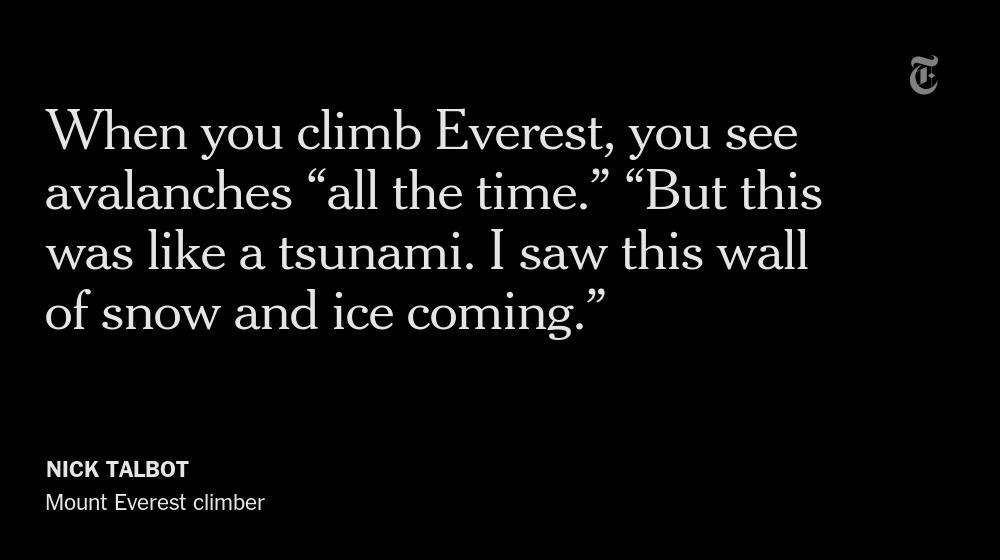 When you climb Everest, you see
avalanches “all the time.” “But this
was like a tsunami. I saw this wall
of snow and ice coming.”
NICK TALBOT
Mount Everest climber